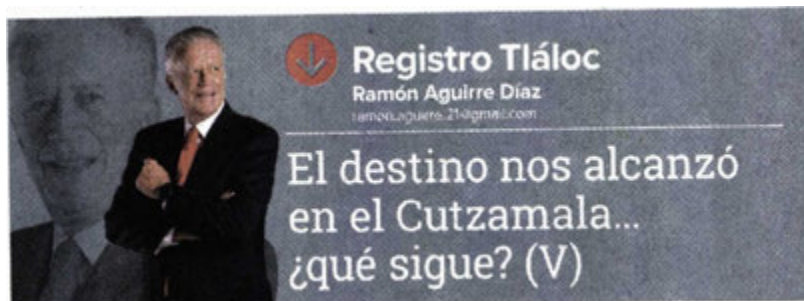 Registro Tláloc
Ramón Aguirre Díaz
El destino nos alcanzó
en el Cutzamala...
¿qué sigue? (V)